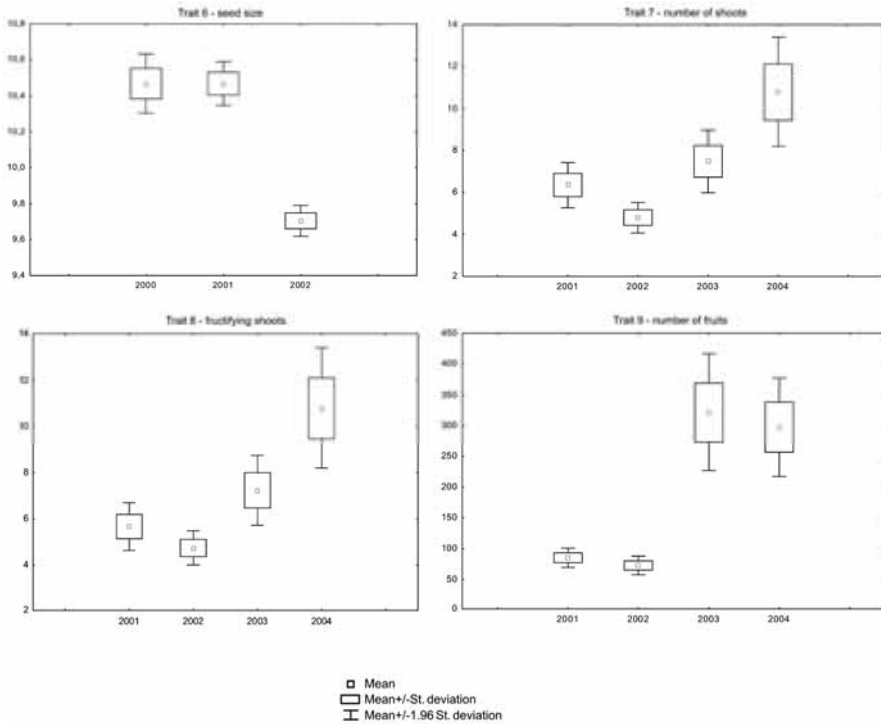 Trait 6 - seed size
10,8
10,6
10,4
10,2
10,0
9,8
9,6
9,4
2000 2001 2002
Trait 7 - number of shoots
14
12
10
8
6
4
2
2001 2002 2003 2004
Trait 8 - fructifying shoots
14
12
10
8
6
4
2
2001 2002 2003 2004
Trait 9 - number of fruits
450
400
350
300
250
200
150
100
50
0
2001 2002 2003 2004
Mean
Mean+/-St. deviation
Mean+/-1.96 St. deviation